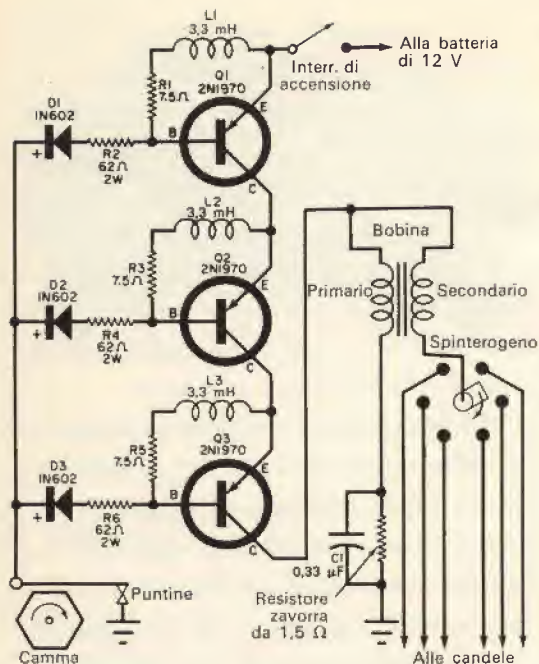 L1
3,3 mH
Alla batteria
di 12 V
Interr. di
accensione
Q1
2N1970
R1
7.5Ω
E
D1
1N602
B
+
R2
62Ω
2W
C
L2
3,3 mH
Q2
2N1970
R3
7.5Ω
E
D2
1N602
B
+
R4
62Ω
2W
C
Bobina
Primario
Secondario
Spinterogeno
L3
3,3 mH
Q3
2N1970
R5
7.5Ω
E
D3
1N602
B
+
R6
62Ω
2W
C
C1
0,33 μF
Puntine
Resistore
zavorra
da 1,5 Ω
Camma
Alle candele